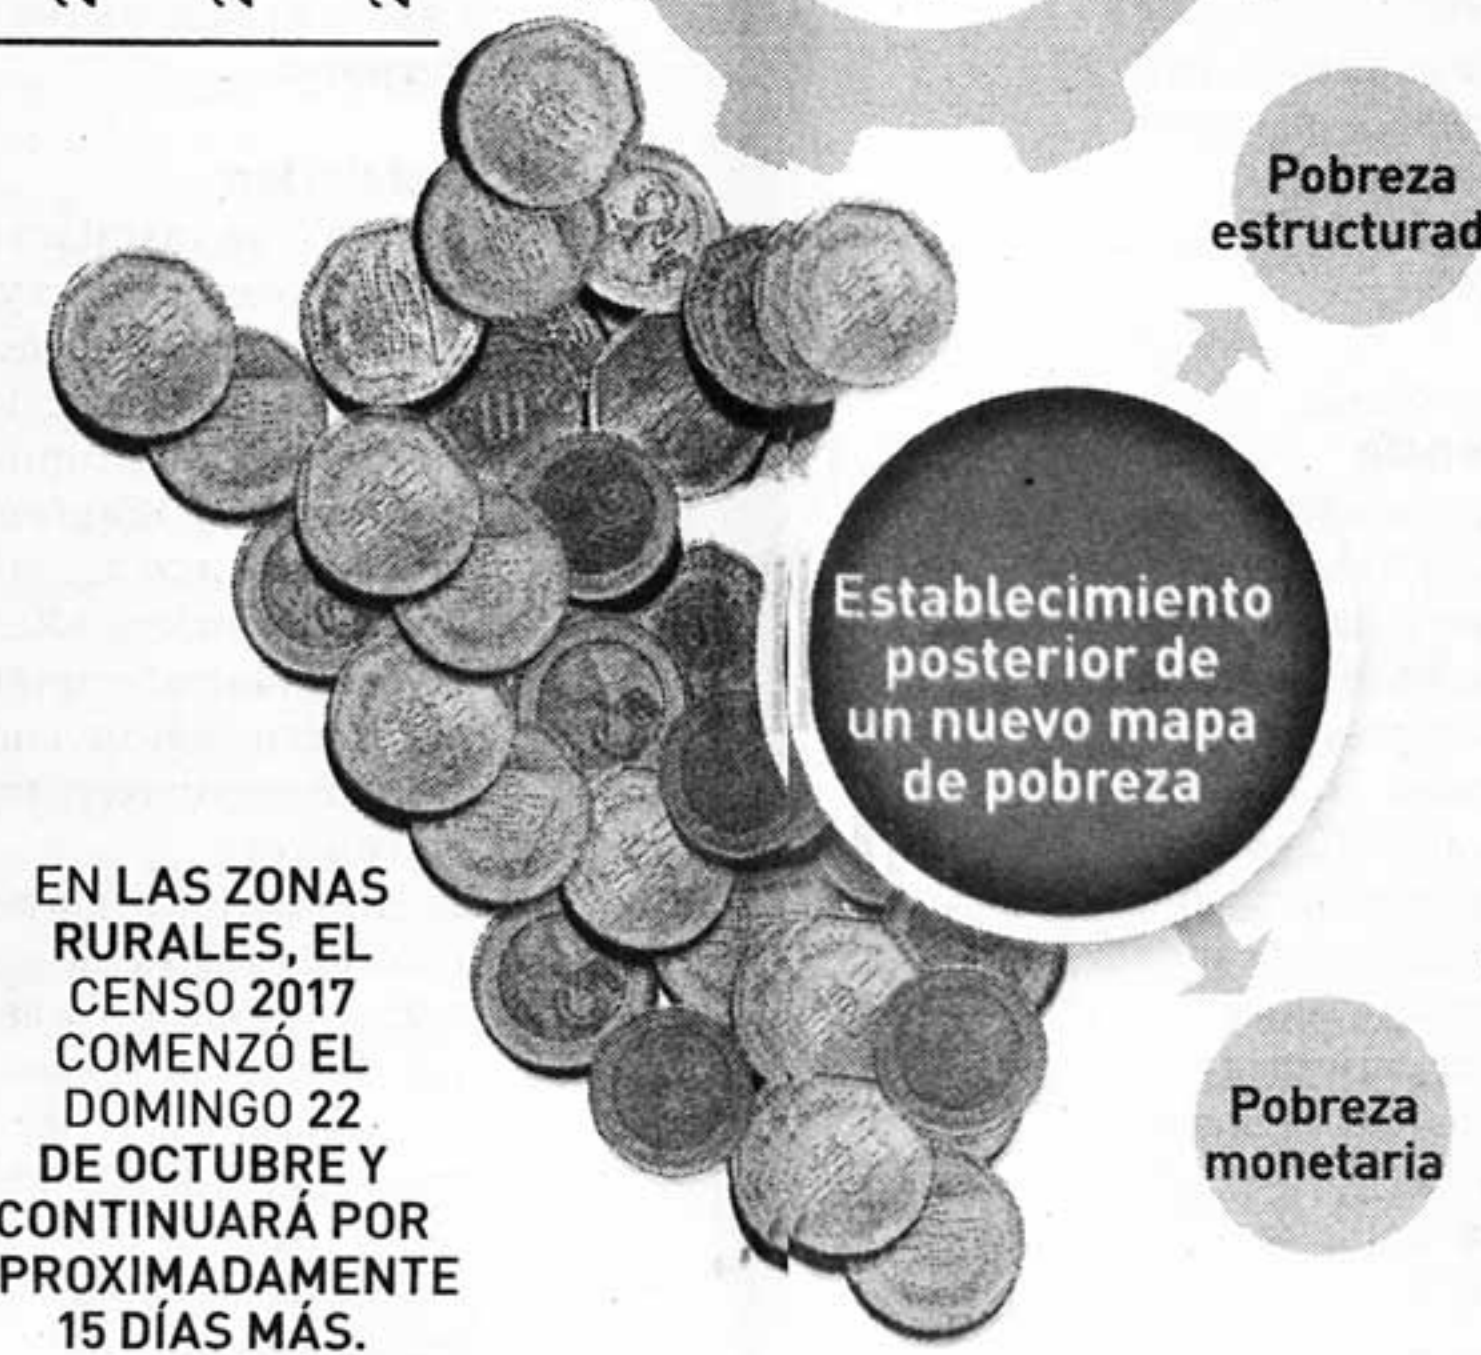 Pobreza
estructurad
Establecimiento
posterior de
un nuevo mapa
de pobreza
EN LAS ZONAS
RURALES, EL
CENSO 2017
COMENZÓ EL
DOMINGO 22
DE OCTUBRE Y
CONTINUARÁ POR
PROXIMADAMENTE
15 DÍAS MÁS.
Pobreza
monetaria